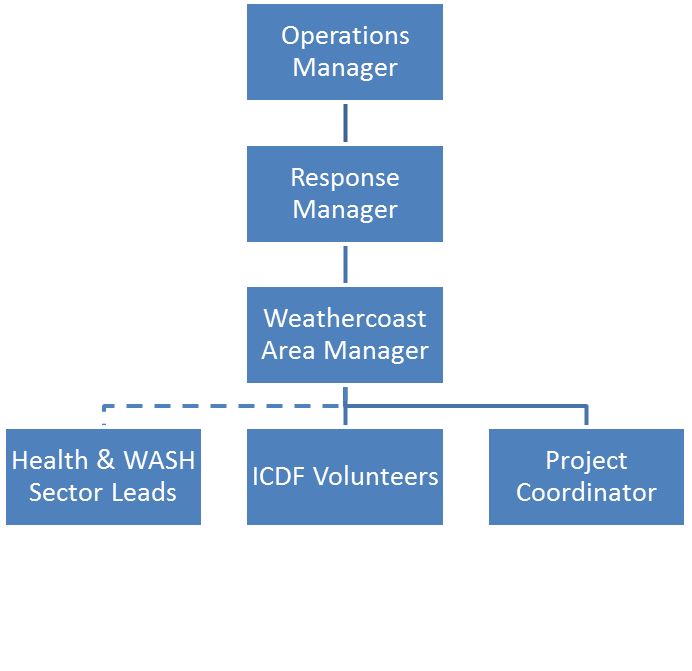 Operations
Manager
Response
Manager
Weathercoast
Area Manager
Health & WASH
Sector Leads
ICDF Volunteers
Project
Coordinator